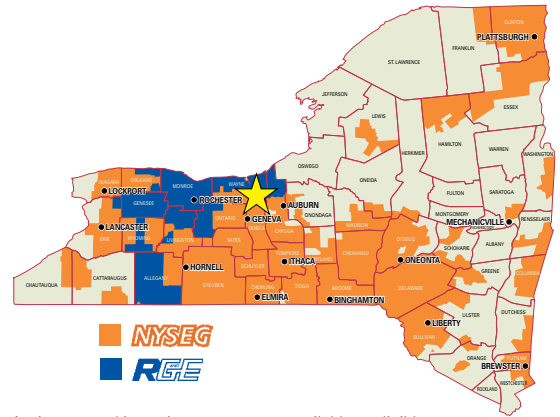 CLINTON
PLATTSBURGH
FRANKLIN
ST. LAWRENCE
JEFFERSON
ESSEX
LEWIS
HAMILTON
HERKIMER
WARREN
WASHINGTON
OSWEGO
ONEIDA
FULTON
SARATOGA
NIAGARA
ORLEANS
LOCKPORT
MONROE
WAYNE
ROCHESTER
GENESEE
AUBURN
ONONDAGA
GENEVA
ONTARIO
SENECA
CAYUGA
MADISON
MONTGOMERY
MECHANICVILLE
RENSSELAER
LANCASTER
ERIE
WYOMING
LIVINGSTON
YATES
OTSEGO
SCHOHARIE
ALBANY
CHENANGO
ONEONTA
HORNELL
ITHACA
TOMPKINS
SCHUYLER
CHAUTAUQUA
CATTARAUGUS
ALLEGANY
STEUBEN
CHEMUNG
TIOGA
BROOME
DELAWARE
GREENE
COLUMBIA
ELMIRA
BINGHAMTON
LIBERTY
ULSTER
DUTCHESS
SULLIVAN
ORANGE
PUTNAM
BREWSTER
WESTCHESTER
ROCKLAND
NYSEG
RGE